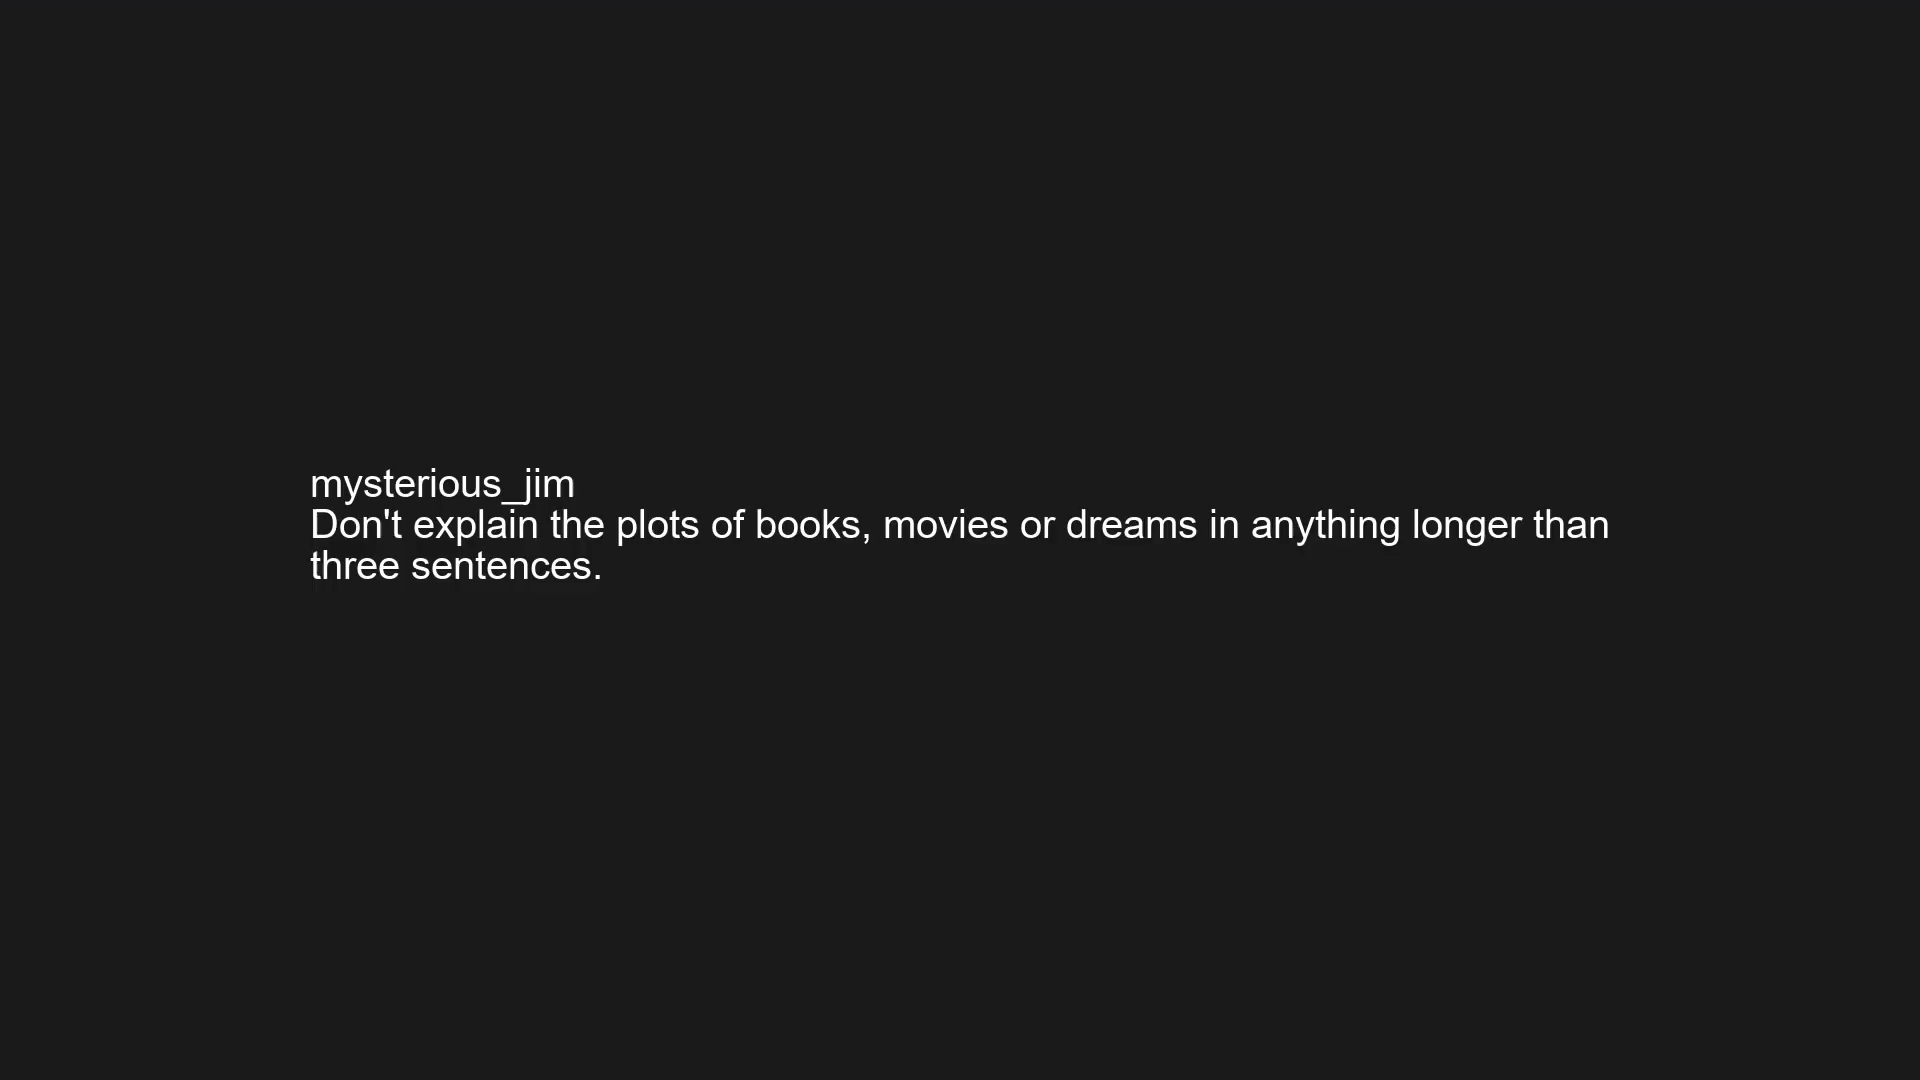 mysterious_jim
Don't explain the plots of books, movies or dreams in anything longer than
three sentences.